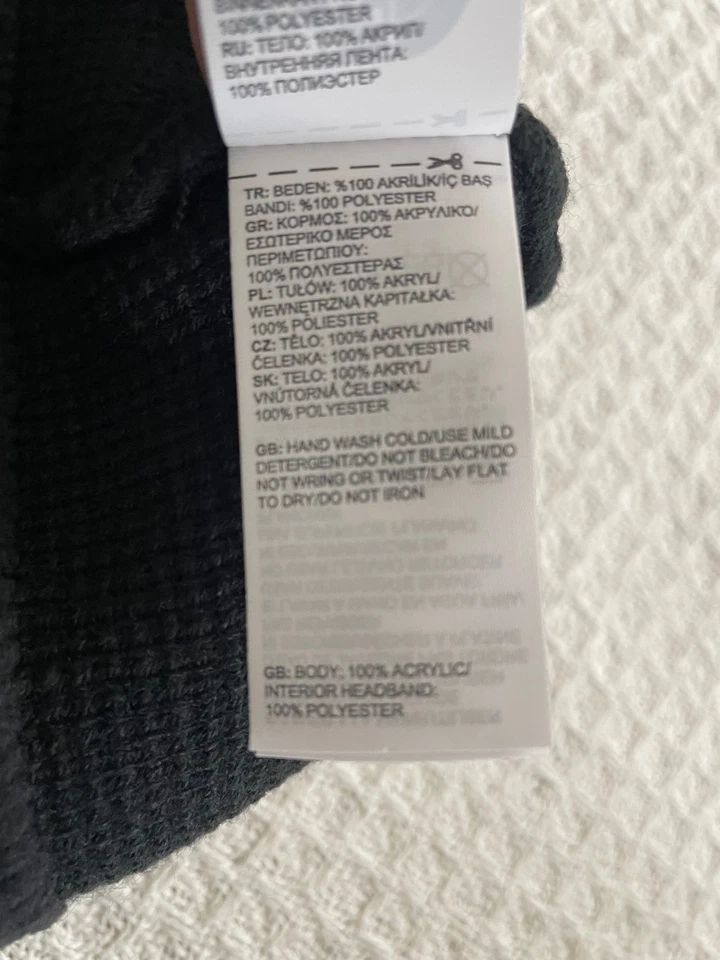 100% POLYESTER
RU: ТЕЛО: 100% АКРИЛ/
ВНУТРЕННЯЯ ЛЕНТА:
100% ПОЛИЭСТЕР
TR: BEDEN: %100 AKRİLİK/İÇ BAŞ
BANDI: %100 POLYESTER
GR: ΚΟΡΜΟΣ: 100% ΑΚΡΥΛΙΚΌ/
ΕΣΩΤΕΡΙΚΟ ΜΕΡΟΣ
ΠΕΡΙΜΕΤΩΠΙΟΥ:
100% ΠΟΛΥΕΣΤΕΡΑΣ
PL: TUŁÓW: 100% AKRYL/
WEWNĘTRZNA KAPITAŁKA:
100% POLIESTER
CZ: TĚLO: 100% AKRYL/VNITŘNÍ
ČELENKA: 100% POLYESTER
SK: TELO: 100% AKRYL/
VNÚTORNÁ ČELENKA:
100% POLYESTER
GB: HAND WASH COLD/USE MILD
DETERGENT/DO NOT BLEACH/DO
NOT WRING OR TWIST/LAY FLAT
TO DRY/DO NOT IRON
GB: BODY: 100% ACRYLIC/
INTERIOR HEADBAND:
100% POLYESTER